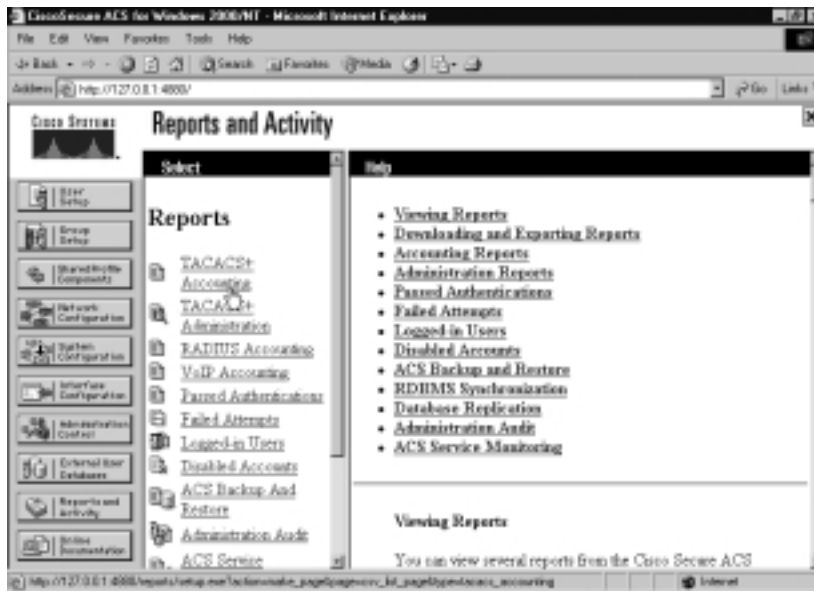 CiscoSecure ACS for Windows 2000/NT - Microsoft Internet Explorer
File Edit View Favorites Tools Help
Back Search Favorites Media
Address http://127.0.0.1:4880/ Go Links
Cisco Systems
Reports and Activity
User Setup
Group Setup
Shared Profile Components
Network Configuration
System Configuration
Interface Configuration
Administration Control
External User Databases
Reports and Activity
Online Documentation
Select
Reports
TACACS+ Accounting
TACACS+ Administration
RADIUS Accounting
VoIP Accounting
Passed Authentications
Failed Attempts
Logged-in Users
Disabled Accounts
ACS Backup And Restore
Administration Audit
ACS Service
Help
Viewing Reports
Downloading and Exporting Reports
Accounting Reports
Administration Reports
Passed Authentications
Failed Attempts
Logged-in Users
Disabled Accounts
ACS Backup and Restore
RDBMS Synchronization
Database Replication
Administration Audit
ACS Service Monitoring
Viewing Reports
You can view several reports from the Cisco Secure ACS
Internet